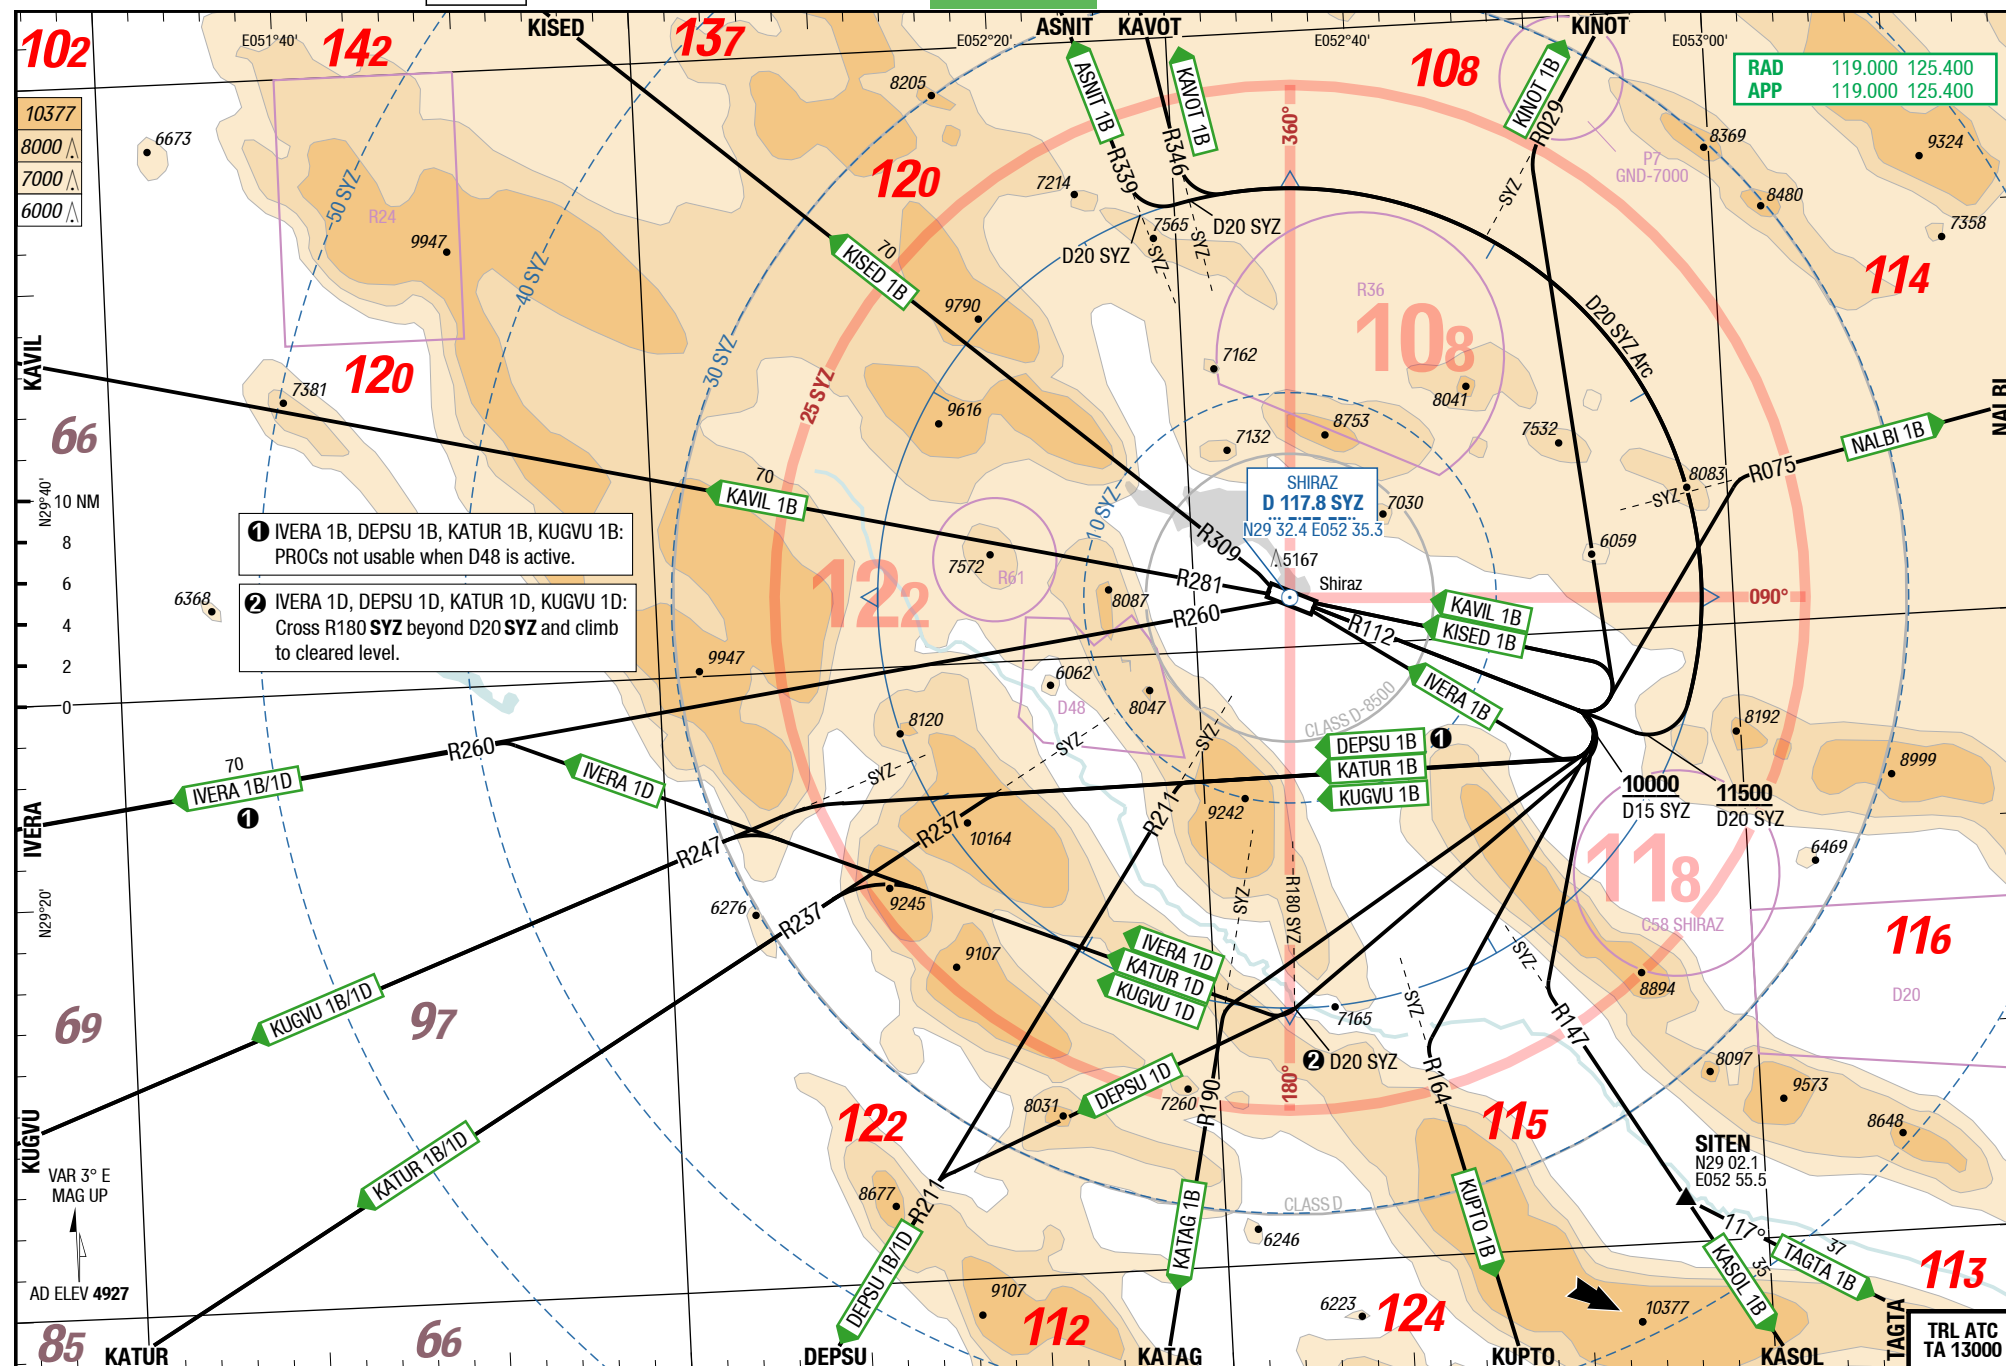 KISED
ASNIT
KAVOT
KINOT
102
142
137
108
E051°40'
E052°20'
E052°40'
E053°00'
RAD 119.000 125.400
APP 119.000 125.400
10377
8000
7000
6000
6673
8205
ASNIT 1B
KAVOT 1B
KINOT 1B
R029
360°
8369
9324
P7
GND-7000
120
R339
R346
7214
50 SYZ
R24
9947
SYZ
8480
7358
7565
D20 SYZ
D20 SYZ
SYZ
SYZ
114
40 SYZ
70
KISED 1B
9790
R36
108
D20 SYZ Arc
KAVIL
120
7381
30 SYZ
25 SYZ
7162
8041
NALBI
66
9616
7132
8753
7532
NALBI 1B
R075
8083
SYZ
N29°40'
10 NM
8
6
4
2
0
70
KAVIL 1B
10 SYZ
SHIRAZ
D 117.8 SYZ
N29 32.4 E052 35.3
7030
R309
6059
1 IVERA 1B, DEPSU 1B, KATUR 1B, KUGVU 1B:
PROCs not usable when D48 is active.
7572
R61
5167
Shiraz
122
R281
R260
8087
090°
KAVIL 1B
KISED 1B
R112
6368
2 IVERA 1D, DEPSU 1D, KATUR 1D, KUGVU 1D:
Cross R180 SYZ beyond D20 SYZ and climb
to cleared level.
9947
6062
D48
8047
IVERA 1B
CLASS D-8500
8120
SYZ
SYZ
8192
8999
R260
70
IVERA 1B/1D
1
IVERA 1D
SYZ
DEPSU 1B 1
KATUR 1B
KUGVU 1B
10000
D15 SYZ
11500
D20 SYZ
IVERA
R237
10164
R211
9242
118
6469
R247
SYZ
R180 SYZ
N29°20'
6276
R237
9245
C58 SHIRAZ
116
9107
IVERA 1D
KATUR 1D
KUGVU 1D
SYZ
8894
D20
SYZ
69
97
KUGVU 1B/1D
7165
R147
2 D20 SYZ
8097
9573
DEPSU 1D
7260
180°
R190
R164
8031
122
115
8648
KUGVU
KATUR 1B/1D
SITEN
N29 02.1
E052 55.5
VAR 3° E
MAG UP
8677
R211
CLASS D
KATAG 1B
KUPTO 1B
6246
117°
37
TAGTA 1B
35
KASOL 1B
113
DEPSU 1B/1D
AD ELEV 4927
9107
112
6223
124
10377
TAGTA
TRL ATC
TA 13000
85
KATUR
66
DEPSU
KATAG
KUPTO
KASOL